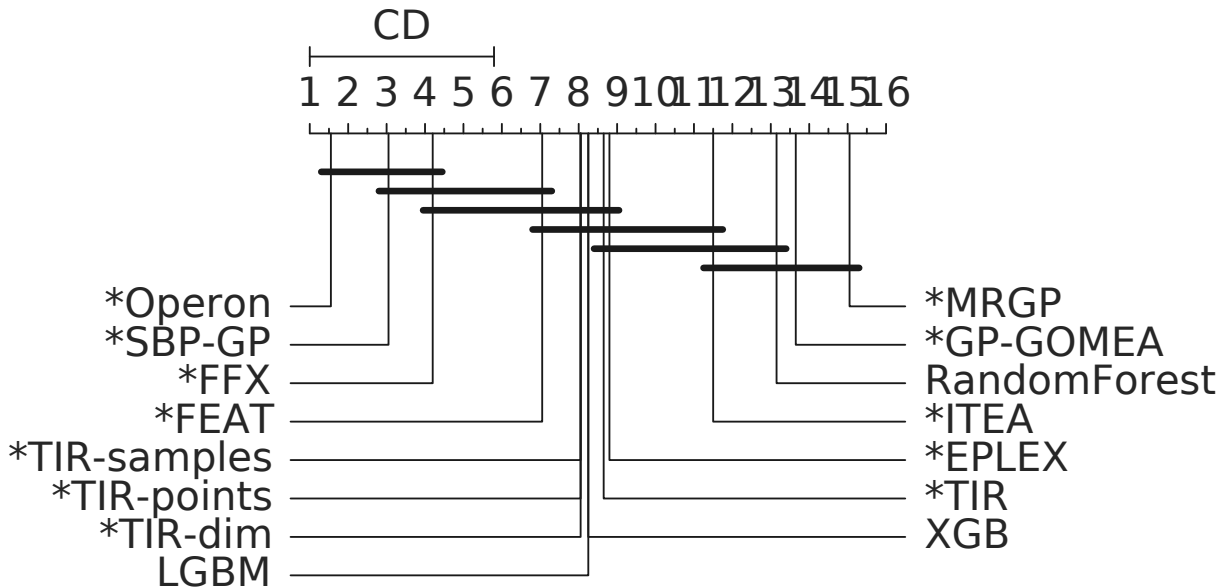 CD
1 2 3 4 5 6 7 8 9 10 11 12 13 14 15 16
*Operon
*SBP-GP
*FFX
*FEAT
*TIR-samples
*TIR-points
*TIR-dim
LGBM
*MRGP
*GP-GOMEA
RandomForest
*ITEA
*EPLEX
*TIR
XGB